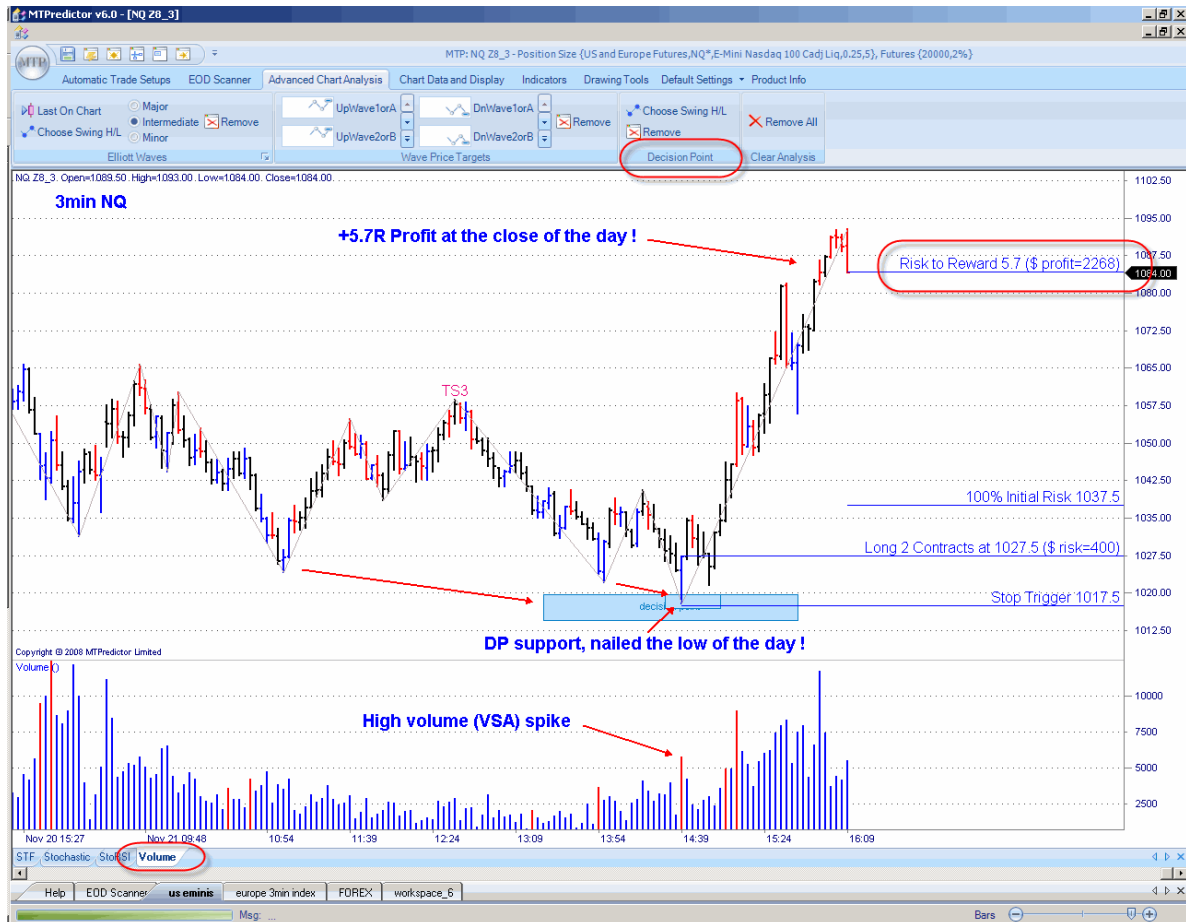 MTPredictor v6.0 - [NQ Z8_3]
MTP
MTP: NQ Z8_3 - Position Size {US and Europe Futures,NQ*,E-Mini Nasdaq 100 Cadj Liq,0.25,5}, Futures {20000,2%}
Automatic Trade Setups EOD Scanner Advanced Chart Analysis Chart Data and Display Indicators Drawing Tools Default Settings Product Info
Last On Chart
Choose Swing H/L
Major
Intermediate
Minor
Remove
UpWave1orA
UpWave2orB
DnWave1orA
DnWave2orB
Remove
Choose Swing H/L
Remove
Remove All
Elliott Waves
Wave Price Targets
Decision Point
Clear Analysis
NQ Z8_3. Open=1089.50. High=1093.00. Low=1084.00. Close=1084.00.
3min NQ
+5.7R Profit at the close of the day !
Risk to Reward 5.7 ($ profit=2268)
TS3
100% Initial Risk 1037.5
Long 2 Contracts at 1027.5 ($ risk=400)
Stop Trigger 1017.5
DP support, nailed the low of the day !
1102.50
1095.00
1087.50
1084.00
1080.00
1072.50
1065.00
1057.50
1050.00
1042.50
1035.00
1027.50
1020.00
1012.50
Copyright @ 2008 MTPredictor Limited
Volume ()
High volume (VSA) spike
10000
7500
5000
2500
Nov 20 15:27 Nov 21 09:48 10:54 11:39 12:24 13:09 13:54 14:39 15:24 16:09
STF Stochastic StoRSI Volume
Help EOD Scanner us eminis europe 3min index FOREX workspace_6
Msg: ...
Bars